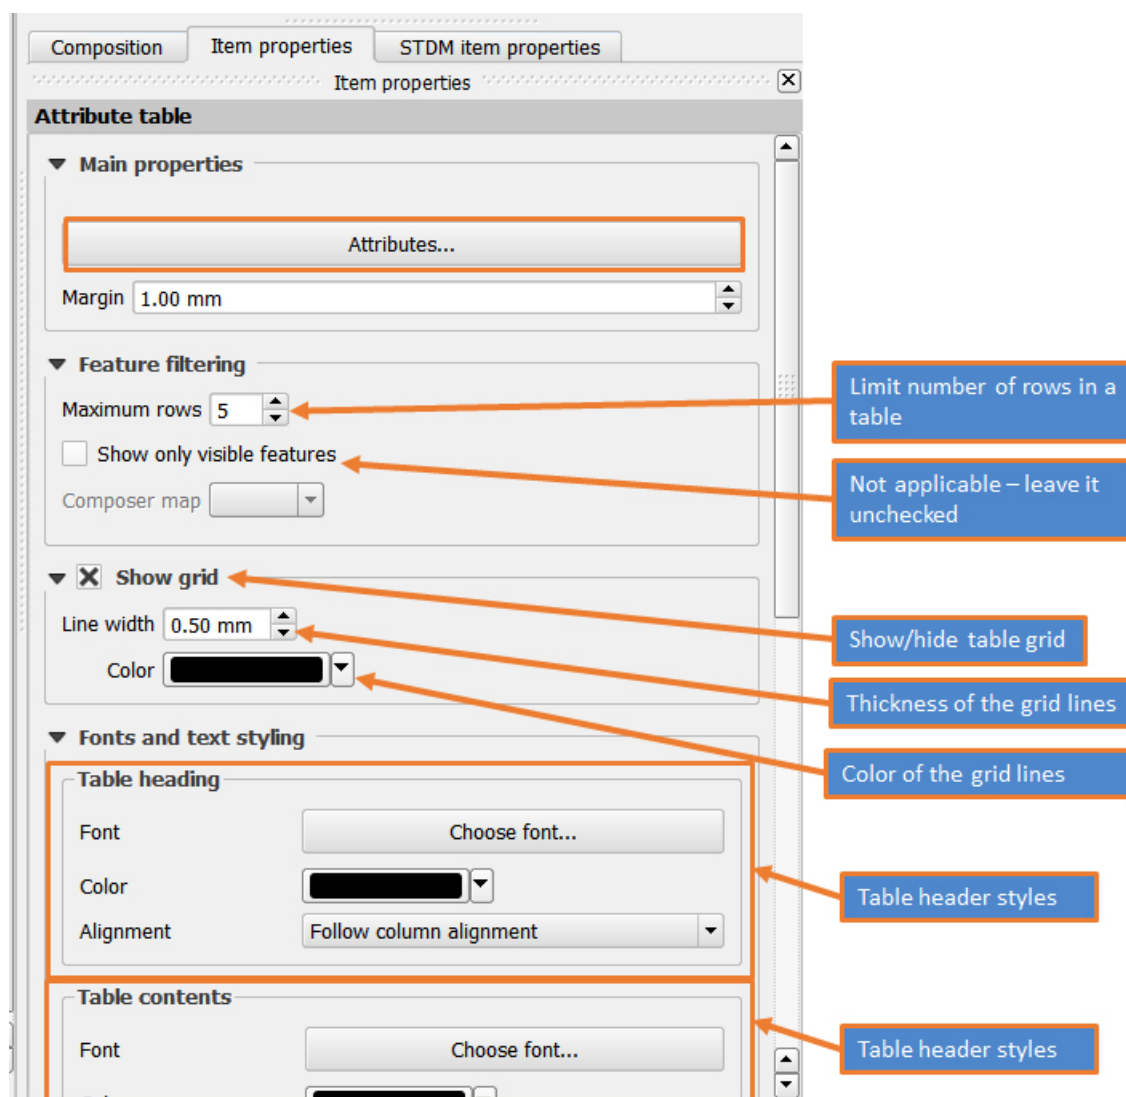 Composition Item properties STDM item properties
Item properties
Attribute table
Main properties
Attributes...
Margin 1.00 mm
Feature filtering
Maximum rows 5
Show only visible features
Composer map
Show grid
Line width 0.50 mm
Color
Fonts and text styling
Table heading
Font Choose font...
Color
Alignment Follow column alignment
Table contents
Font Choose font...
Limit number of rows in a
table
Not applicable – leave it
unchecked
Show/hide table grid
Thickness of the grid lines
Color of the grid lines
Table header styles
Table header styles